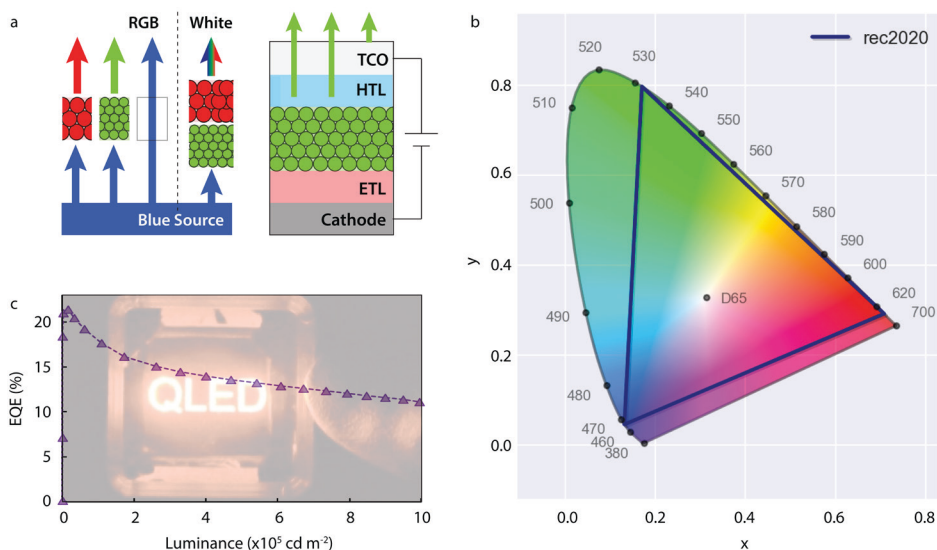 a
RGB
White
Blue Source
TCO
HTL
ETL
Cathode
b
rec2020
520
530
510
540
550
560
500
570
580
590
600
D65
620
700
490
480
470
460
380
0.8
0.6
0.4
0.2
0.0
y
0.0 0.2 0.4 0.6 0.8
x
c
QLED
20
15
10
5
0
EQE (%)
0 2 4 6 8 10
Luminance (x10⁵ cd m⁻²)